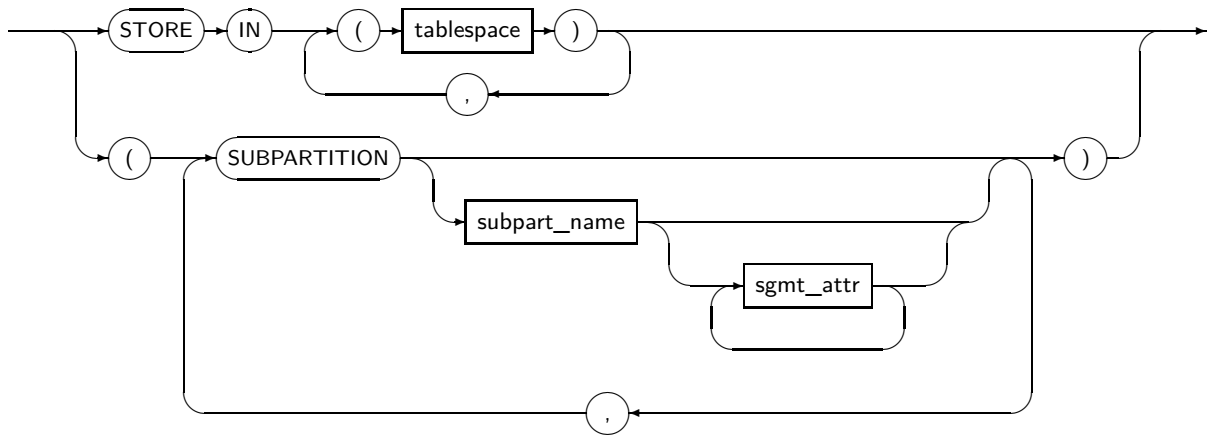 STORE IN ( tablespace )
,
( SUBPARTITION )
subpart_name
sgmt_attr
,